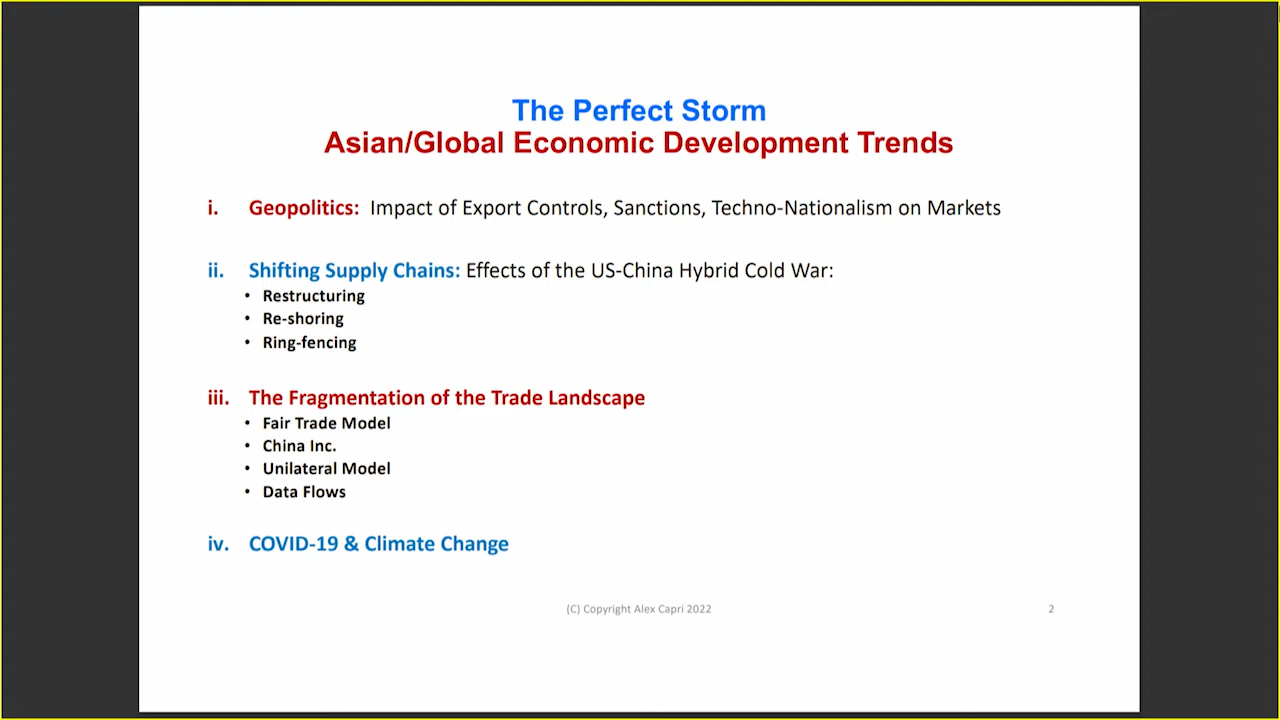 The Perfect Storm
Asian/Global Economic Development Trends
i. Geopolitics: Impact of Export Controls, Sanctions, Techno-Nationalism on Markets
ii. Shifting Supply Chains: Effects of the US-China Hybrid Cold War:
• Restructuring
• Re-shoring
• Ring-fencing
iii. The Fragmentation of the Trade Landscape
• Fair Trade Model
• China Inc.
• Unilateral Model
• Data Flows
iv. COVID-19 & Climate Change
(C) Copyright Alex Capri 2022 2